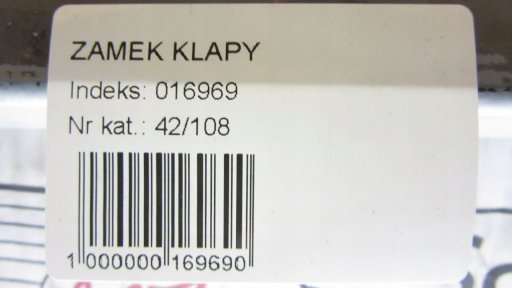 ZAMEK KLAPY
Indeks: 016969
Nr kat.: 42/108
1 000000 169690